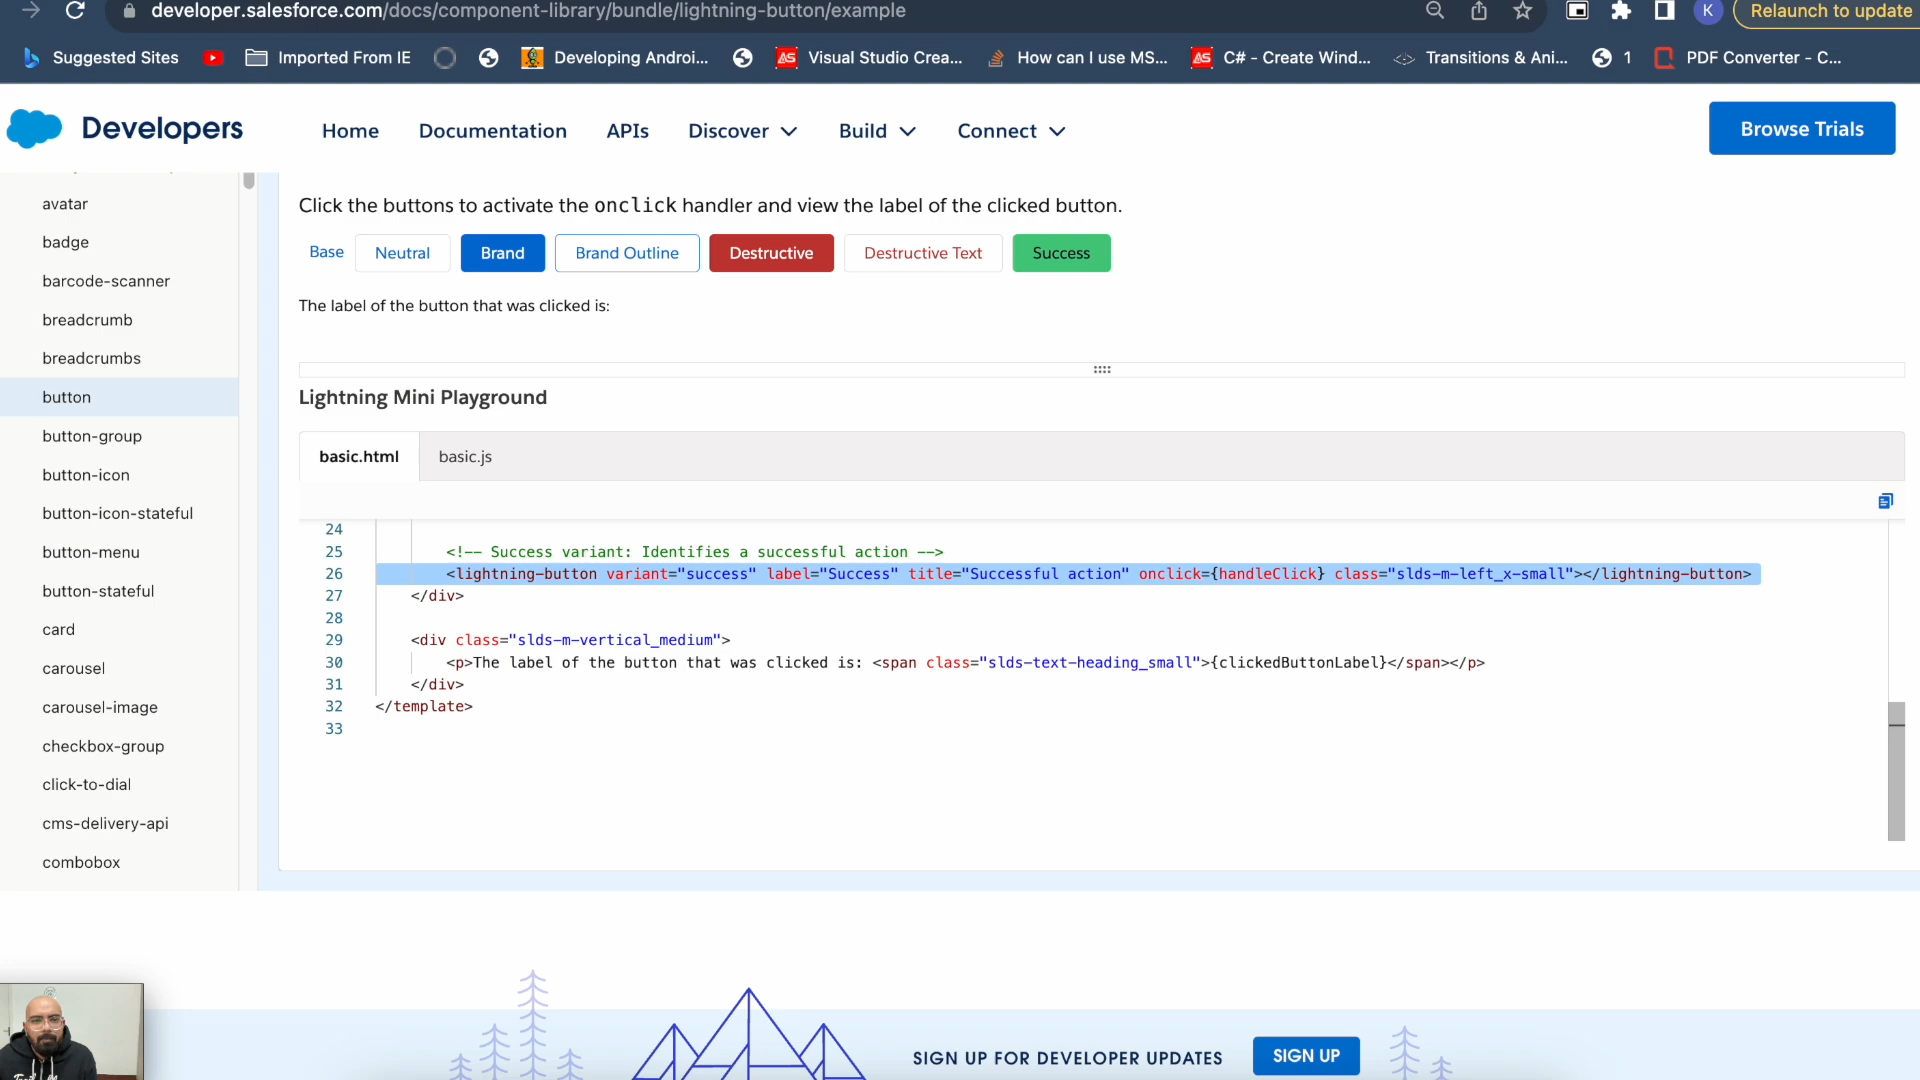 developer.salesforce.com/docs/component-library/bundle/lightning-button/example
K
Relaunch to update
Suggested Sites
Imported From IE
Developing Androi...
Visual Studio Crea...
How can I use MS...
C# - Create Wind...
Transitions & Ani...
1
PDF Converter - C...
Developers
Home
Documentation
APIs
Discover
Build
Connect
Browse Trials
avatar
badge
barcode-scanner
breadcrumb
breadcrumbs
button
button-group
button-icon
button-icon-stateful
button-menu
button-stateful
card
carousel
carousel-image
checkbox-group
click-to-dial
cms-delivery-api
combobox
Click the buttons to activate the onclick handler and view the label of the clicked button.
Base
Neutral
Brand
Brand Outline
Destructive
Destructive Text
Success
The label of the button that was clicked is:
Lightning Mini Playground
basic.html
basic.js
24
25 <!-- Success variant: Identifies a successful action -->
26 <lightning-button variant="success" label="Success" title="Successful action" onclick={handleClick} class="slds-m-left_x-small"></lightning-button>
27 </div>
28
29 <div class="slds-m-vertical_medium">
30 <p>The label of the button that was clicked is: <span class="slds-text-heading_small">{clickedButtonLabel}</span></p>
31 </div>
32 </template>
33
SIGN UP FOR DEVELOPER UPDATES
SIGN UP